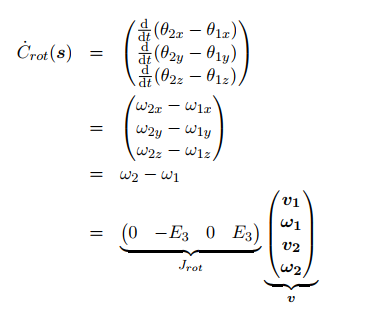 Ċ_rot(s) = ( d/dt(θ_2x − θ_1x)
d/dt(θ_2y − θ_1y)
d/dt(θ_2z − θ_1z) )
= ( ω_2x − ω_1x
ω_2y − ω_1y
ω_2z − ω_1z )
= ω_2 − ω_1
= (0 −E_3 0 E_3) ( v_1
ω_1
v_2
ω_2 )
J_rot
v